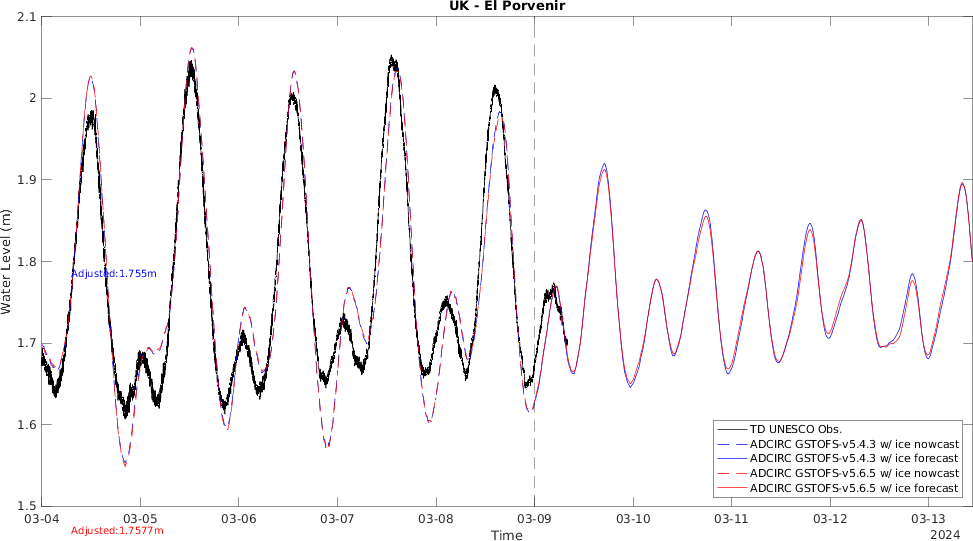 UK - El Porvenir
2.1
2
1.9
1.8
1.7
1.6
1.5
Water Level (m)
Adjusted:1.755m
Adjusted:1.7577m
TD UNESCO Obs.
ADCIRC GSTOFS-v5.4.3 w/ ice nowcast
ADCIRC GSTOFS-v5.4.3 w/ ice forecast
ADCIRC GSTOFS-v5.6.5 w/ ice nowcast
ADCIRC GSTOFS-v5.6.5 w/ ice forecast
03-04 03-05 03-06 03-07 03-08 03-09 03-10 03-11 03-12 03-13
Time
2024